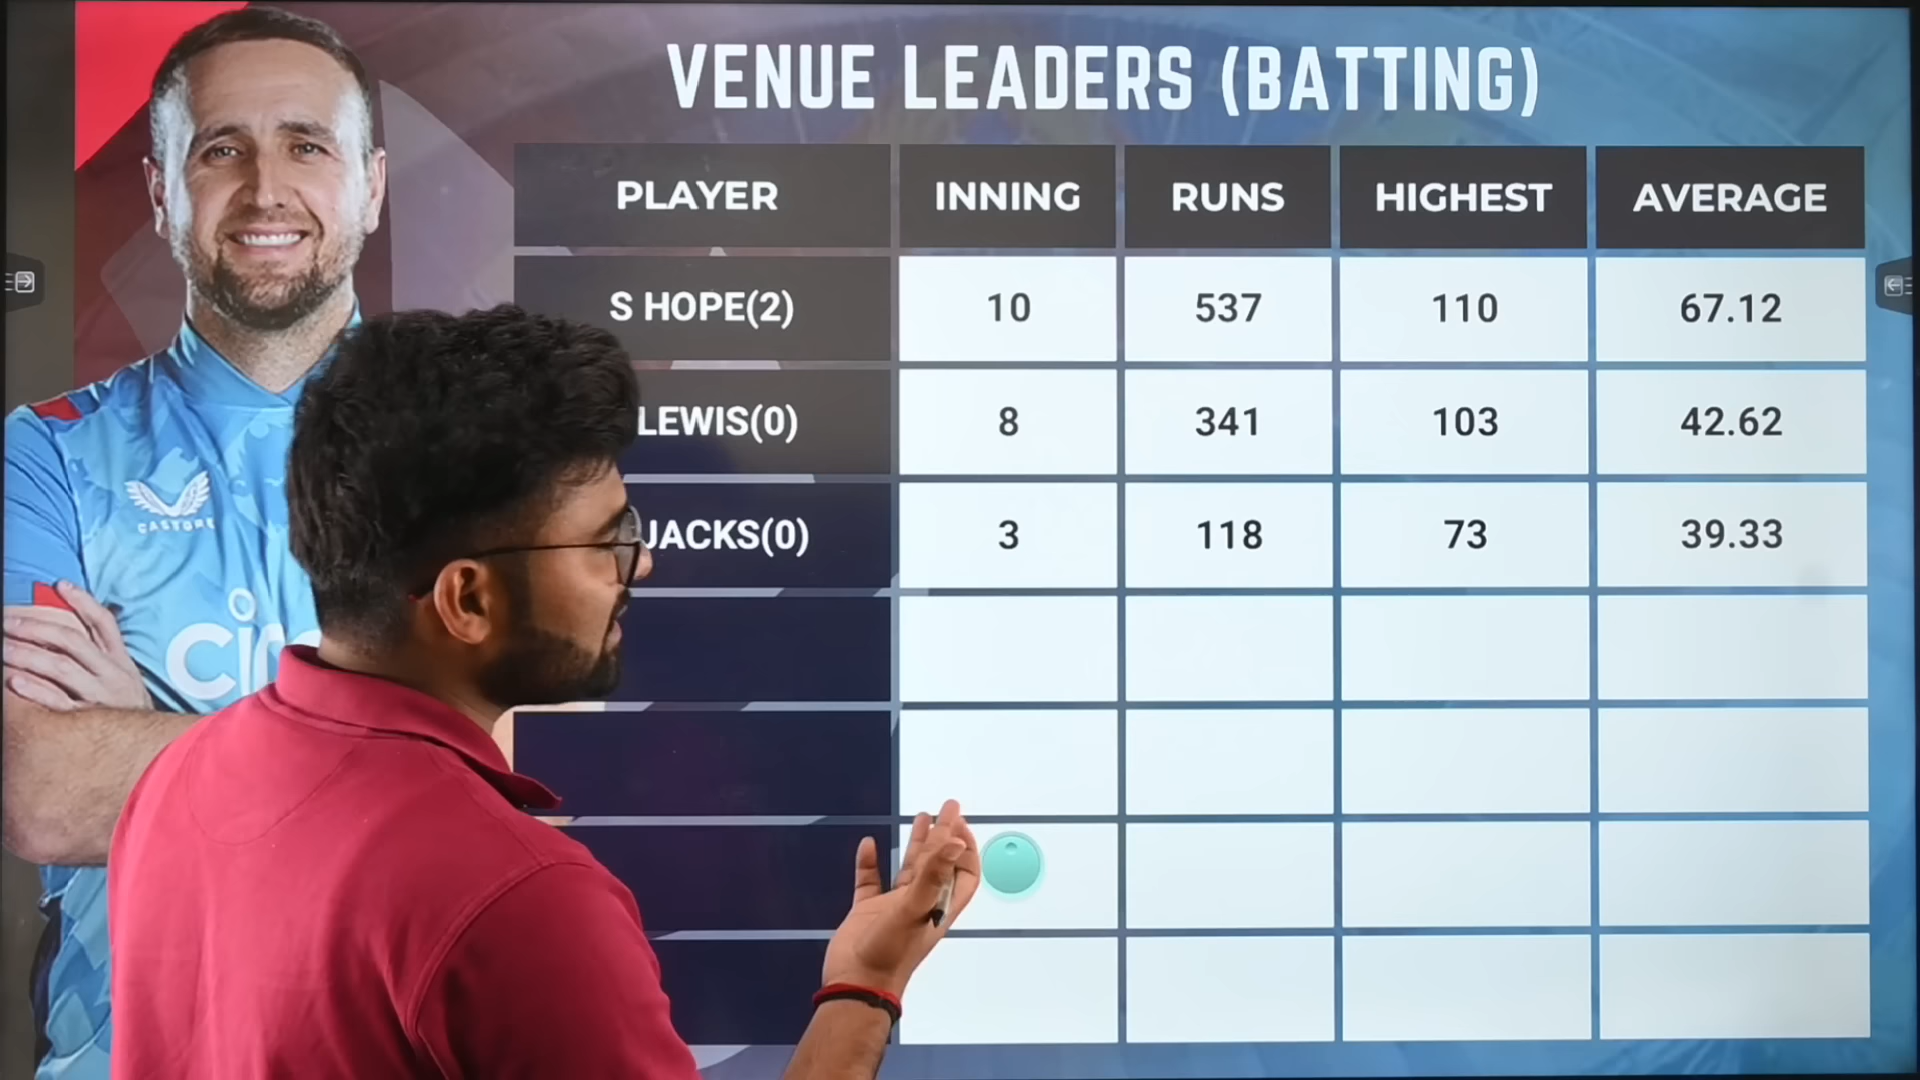 VENUE LEADERS (BATTING)
PLAYER INNING RUNS HIGHEST AVERAGE
S HOPE(2) 10 537 110 67.12
LEWIS(0) 8 341 103 42.62
JACKS(0) 3 118 73 39.33
CASTORE